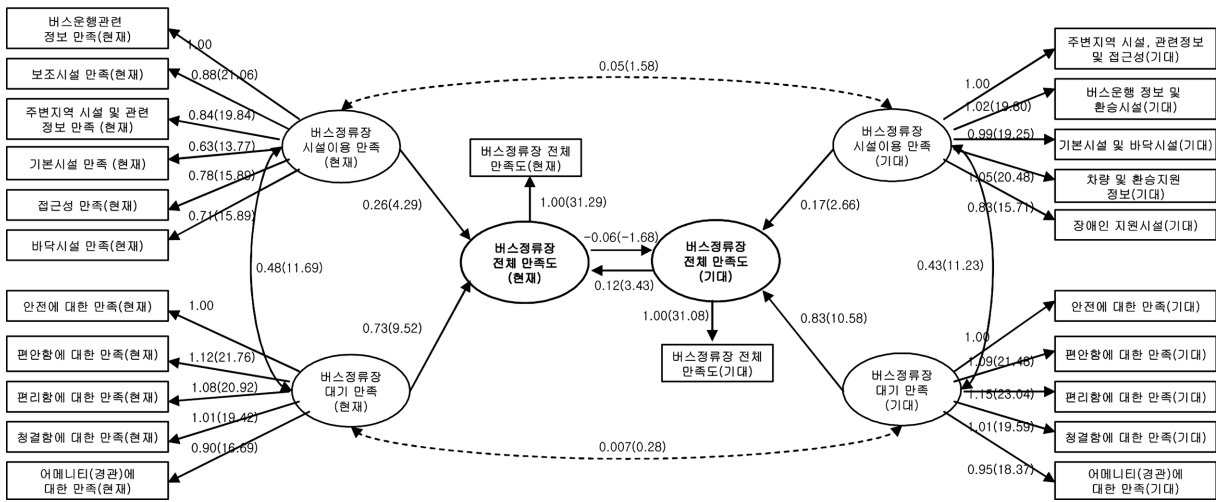 버스운행관련
정보 만족(현재)
1.00
보조시설 만족(현재)
0.88(21.06)
주변지역 시설 및 관련
정보 만족 (현재)
0.84(19.84)
기본시설 만족 (현재)
0.63(13.77)
접근성 만족(현재)
0.78(15.89)
바닥시설 만족(현재)
0.71(15.89)
버스정류장
시설이용 만족
(현재)
0.05(1.58)
버스정류장
시설이용 만족
(기대)
1.00
주변지역 시설, 관련정보
및 접근성(기대)
1.02(19.80)
버스운행 정보 및
환승시설(기대)
0.99(19.25)
기본시설 및 바닥시설(기대)
1.05(20.48)
차량 및 환승지원
정보(기대)
0.83(15.71)
장애인 지원시설(기대)
버스정류장 전체
만족도(현재)
1.00(31.29)
0.26(4.29)
0.17(2.66)
버스정류장
전체 만족도
(현재)
-0.06(-1.68)
0.12(3.43)
버스정류장
전체 만족도
(기대)
0.48(11.69)
0.43(11.23)
1.00(31.08)
버스정류장 전체
만족도(기대)
0.73(9.52)
0.83(10.58)
안전에 대한 만족(현재)
1.00
편안함에 대한 만족(현재)
1.12(21.76)
편리함에 대한 만족(현재)
1.08(20.92)
청결함에 대한 만족(현재)
1.01(19.42)
어메니티(경관)에
대한 만족(현재)
0.90(16.69)
버스정류장
대기 만족
(현재)
0.007(0.28)
버스정류장
대기 만족
(기대)
1.00
안전에 대한 만족(기대)
1.09(21.48)
편안함에 대한 만족(기대)
1.15(23.04)
편리함에 대한 만족(기대)
1.01(19.59)
청결함에 대한 만족(기대)
0.95(18.37)
어메니티(경관)에
대한 만족(기대)